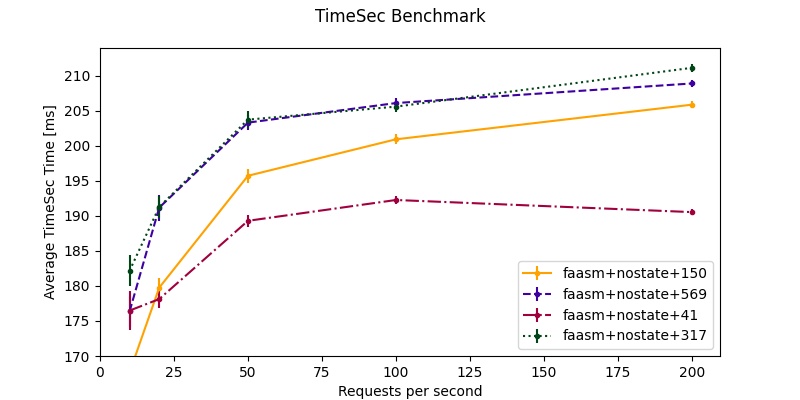 TimeSec Benchmark
Average TimeSec Time [ms]
210
205
200
195
190
185
180
175
170
0
25
50
75
100
125
150
175
200
Requests per second
faasm+nostate+150
faasm+nostate+569
faasm+nostate+41
faasm+nostate+317